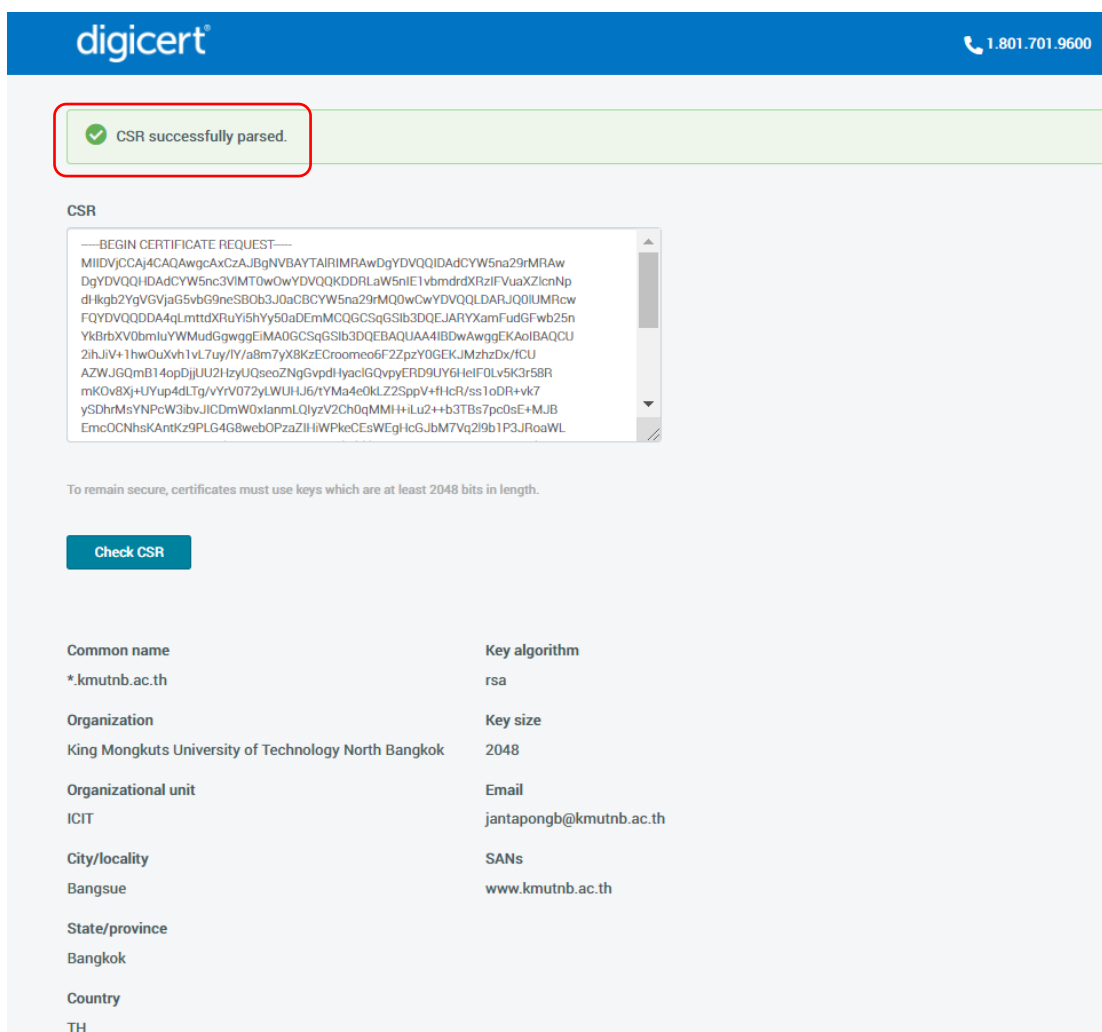 digicert®
1.801.701.9600
CSR successfully parsed.
CSR
-----BEGIN CERTIFICATE REQUEST-----
MIIDVjCCAj4CAQAwgcAxCzAJBgNVBAYTAlRIMRAwDgYDVQQIDAdCYW5na29rMRAw
DgYDVQQHDAdCYW5nc3VlMT0wOwYDVQQKDDRLaW5nIE1vbmdrdXRzIFVuaXZlcnNp
dHkgb2YgVGVjaG5vbG9neSBOb3J0aCBCYW5na29rMQ0wCwYDVQQLDARJQ0lUMRcw
FQYDVQQDDA4qLmttdXRuYi5hYy50aDEmMCQGCSqGSIb3DQEJARYXamFudGFwb25n
YkBrbXV0bmIuYWMudGgwggEiMA0GCSqGSIb3DQEBAQUAA4IBDwAwggEKAoIBAQCU
2ihJiV+1hwOuXvh1vL7uy/lY/a8m7yX8KzECroomeo6F2ZpzY0GEKJMzhzDx/fCU
AZWJGQmB14opDjjUU2HzyUQseoZNgGvpdHyaclGQvpyERD9UY6HeIF0Lv5K3r58R
mKOv8Xj+UYup4dLTg/vYrV072yLWUHJ6/tYMa4e0kLZ2SppV+fHcR/ss1oDR+vk7
ySDhrMsYNPcW3ibvJlCDmW0xIanmLQIyzV2Ch0qMMH+iLu2++b3TBs7pc0sE+MJB
EmcOCNhsKAntKz9PLG4G8webOPzaZIHiWPkeCEsWEgHcGJbM7Vq2l9b1P3JRoaWL
To remain secure, certificates must use keys which are at least 2048 bits in length.
Check CSR
Common name
*.kmutnb.ac.th
Organization
King Mongkuts University of Technology North Bangkok
Organizational unit
ICIT
City/locality
Bangsue
State/province
Bangkok
Country
TH
Key algorithm
rsa
Key size
2048
Email
jantapongb@kmutnb.ac.th
SANs
www.kmutnb.ac.th